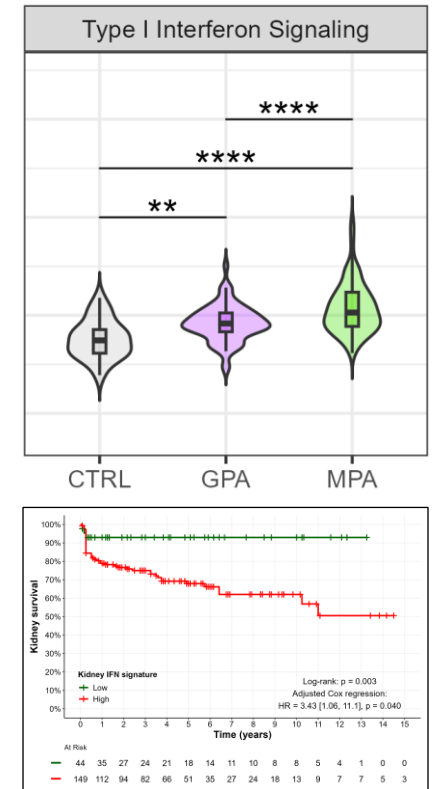 Type I Interferon Signaling
****
****
**
CTRL GPA MPA
100%
90%
80%
70%
60%
50%
40%
30%
20%
10%
0%
Kidney survival
Kidney IFN signature
Low
High
Log-rank: p = 0.003
Adjusted Cox regression:
HR = 3.43 [1.06, 11.1], p = 0.040
0 1 2 3 4 5 6 7 8 9 10 11 12 13 14 15
Time (years)
At Risk
44 35 27 24 21 18 14 11 10 8 8 5 4 1 0 0
149 112 94 82 66 51 35 27 24 18 13 9 7 7 5 3